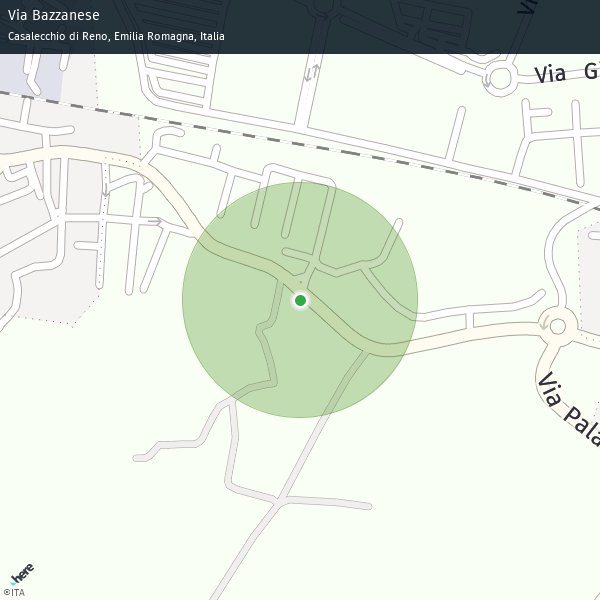 Via Bazzanese
Casalecchio di Reno, Emilia Romagna, Italia
Via G
Via Pala
here
©ITA